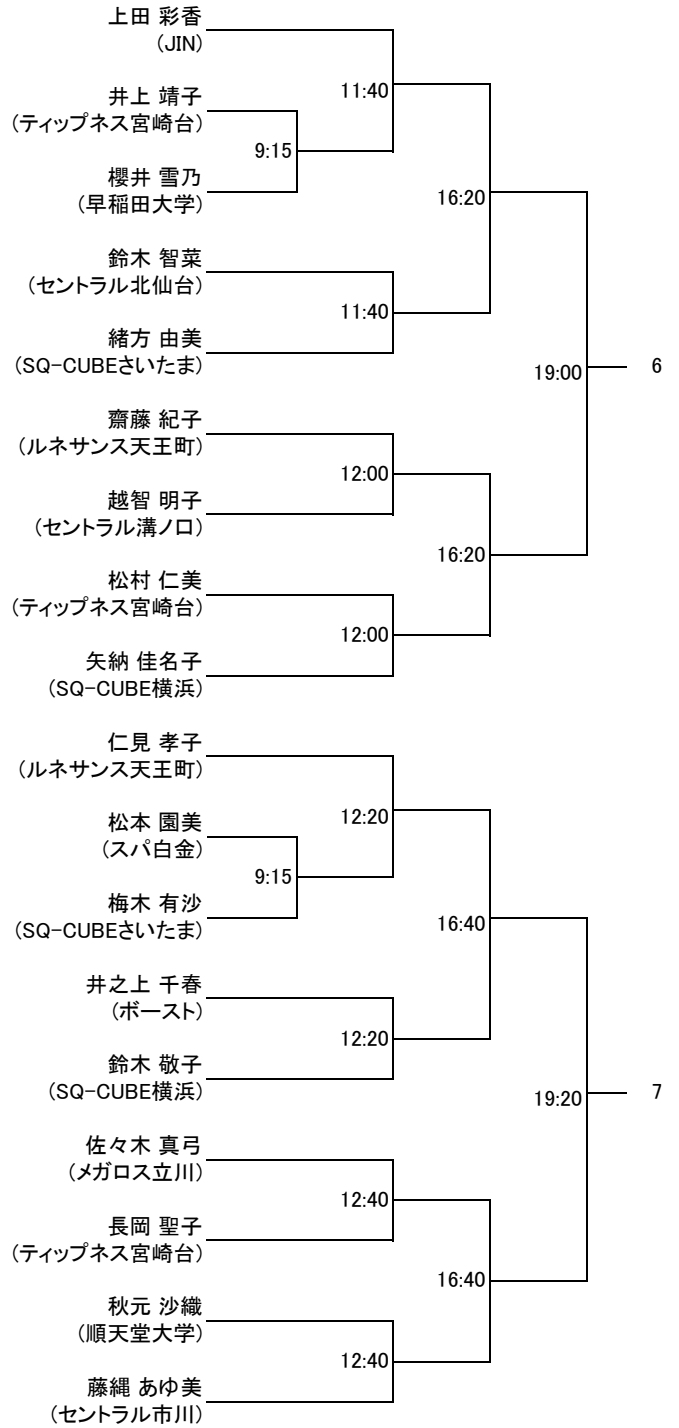 上田 彩香
(JIN)
11:40
井上 靖子
(ティップネス宮崎台)
9:15
櫻井 雪乃
(早稲田大学)
16:20
鈴木 智菜
(セントラル北仙台)
11:40
緒方 由美
(SQ-CUBEさいたま)
19:00
6
齋藤 紀子
(ルネサンス天王町)
12:00
越智 明子
(セントラル溝ノ口)
16:20
松村 仁美
(ティップネス宮崎台)
12:00
矢納 佳名子
(SQ-CUBE横浜)
仁見 孝子
(ルネサンス天王町)
12:20
松本 園美
(スパ白金)
9:15
梅木 有沙
(SQ-CUBEさいたま)
16:40
井之上 千春
(ボースト)
12:20
鈴木 敬子
(SQ-CUBE横浜)
19:20
7
佐々木 真弓
(メガロス立川)
12:40
長岡 聖子
(ティップネス宮崎台)
16:40
秋元 沙織
(順天堂大学)
12:40
藤縄 あゆ美
(セントラル市川)